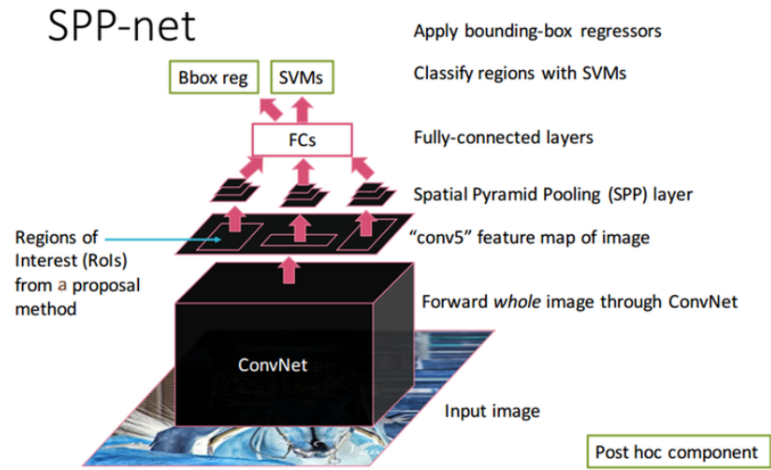 SPP-net
Apply bounding-box regressors
Bbox reg
SVMs
Classify regions with SVMs
FCs
Fully-connected layers
Spatial Pyramid Pooling (SPP) layer
Regions of
Interest (RoIs)
from a proposal
method
"conv5" feature map of image
Forward whole image through ConvNet
ConvNet
Input image
Post hoc component